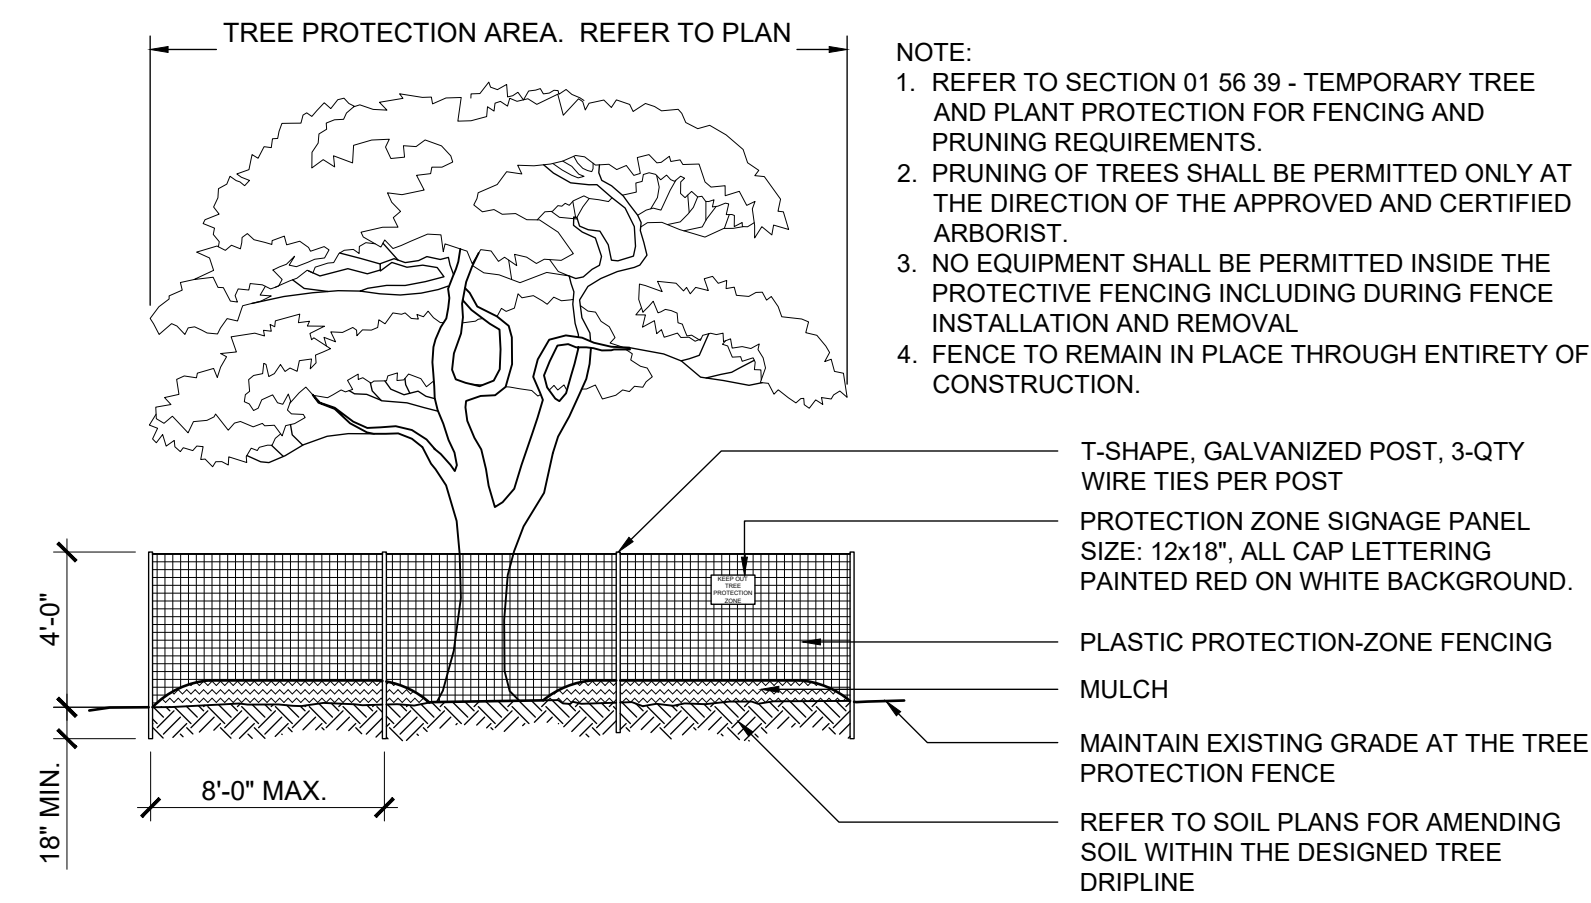 TREE PROTECTION AREA. REFER TO PLAN
NOTE:
1. REFER TO SECTION 01 56 39 - TEMPORARY TREE
AND PLANT PROTECTION FOR FENCING AND
PRUNING REQUIREMENTS.
2. PRUNING OF TREES SHALL BE PERMITTED ONLY AT
THE DIRECTION OF THE APPROVED AND CERTIFIED
ARBORIST.
3. NO EQUIPMENT SHALL BE PERMITTED INSIDE THE
PROTECTIVE FENCING INCLUDING DURING FENCE
INSTALLATION AND REMOVAL
4. FENCE TO REMAIN IN PLACE THROUGH ENTIRETY OF
CONSTRUCTION.
T-SHAPE, GALVANIZED POST, 3-QTY
WIRE TIES PER POST
PROTECTION ZONE SIGNAGE PANEL
SIZE: 12x18", ALL CAP LETTERING
PAINTED RED ON WHITE BACKGROUND.
KEEP OUT
TREE
PROTECTION
ZONE
PLASTIC PROTECTION-ZONE FENCING
MULCH
MAINTAIN EXISTING GRADE AT THE TREE
PROTECTION FENCE
REFER TO SOIL PLANS FOR AMENDING
SOIL WITHIN THE DESIGNED TREE
DRIPLINE
4'-0"
18" MIN.
8'-0" MAX.